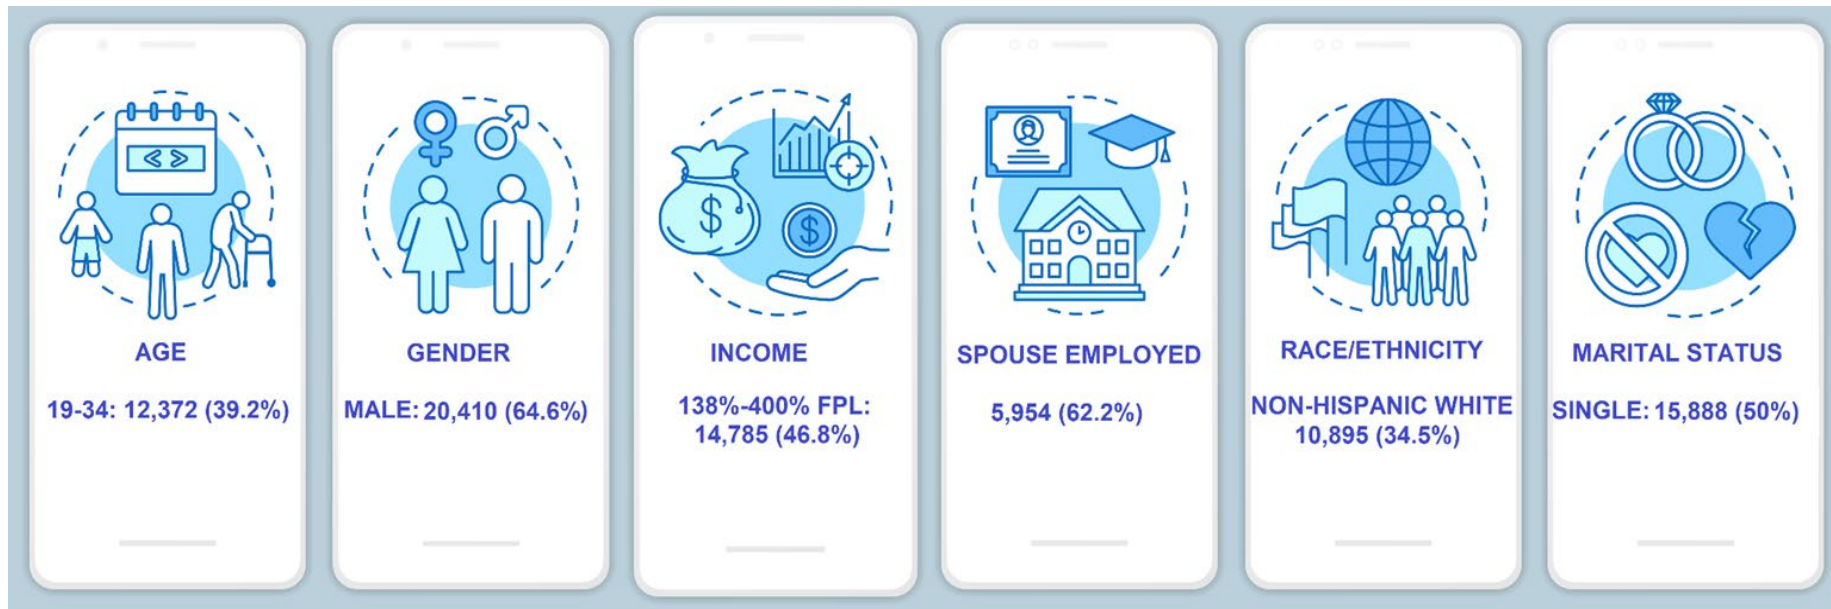 AGE
19-34: 12,372 (39.2%)
GENDER
MALE: 20,410 (64.6%)
INCOME
138%-400% FPL:
14,785 (46.8%)
SPOUSE EMPLOYED
5,954 (62.2%)
RACE/ETHNICITY
NON-HISPANIC WHITE
10,895 (34.5%)
MARITAL STATUS
SINGLE: 15,888 (50%)